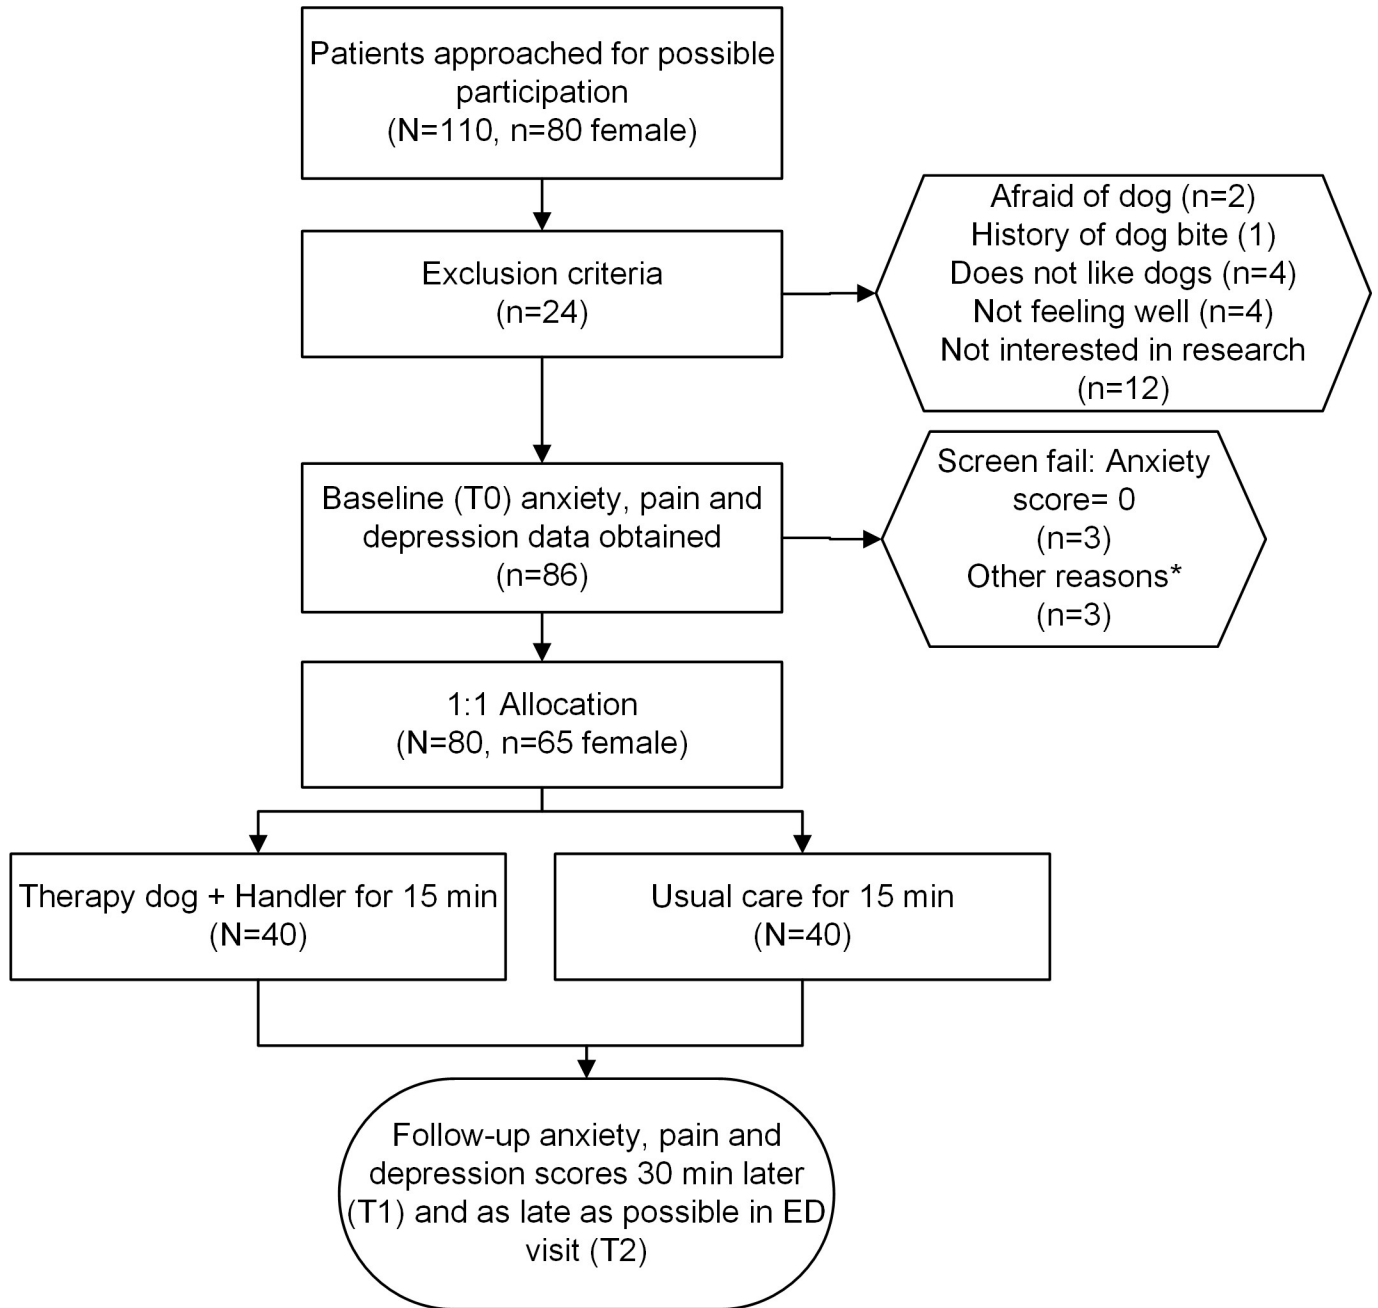 Patients approached for possible
participation
(N=110, n=80 female)
Exclusion criteria
(n=24)
Afraid of dog (n=2)
History of dog bite (1)
Does not like dogs (n=4)
Not feeling well (n=4)
Not interested in research
(n=12)
Baseline (T0) anxiety, pain and
depression data obtained
(n=86)
Screen fail: Anxiety
score= 0
(n=3)
Other reasons*
(n=3)
1:1 Allocation
(N=80, n=65 female)
Therapy dog + Handler for 15 min
(N=40)
Usual care for 15 min
(N=40)
Follow-up anxiety, pain and
depression scores 30 min later
(T1) and as late as possible in ED
visit (T2)